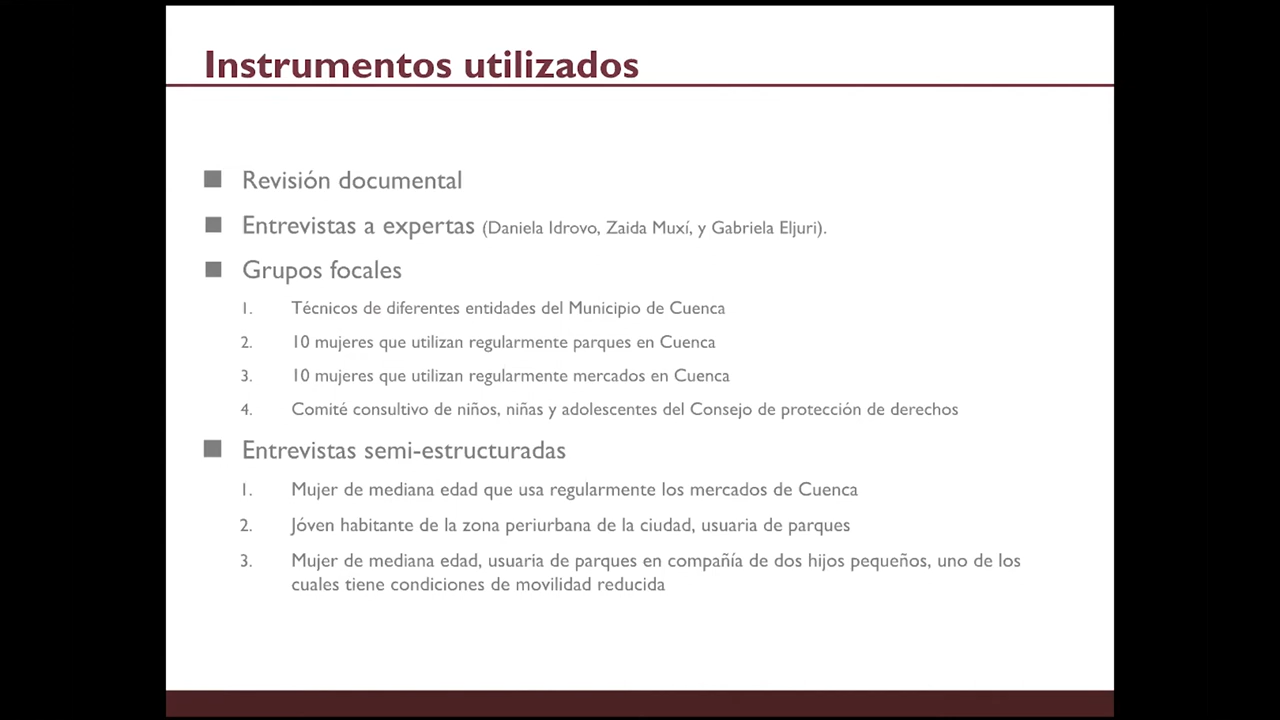 Instrumentos utilizados
Revisión documental
Entrevistas a expertas (Daniela Idrovo, Zaida Muxí, y Gabriela Eljuri).
Grupos focales
1. Técnicos de diferentes entidades del Municipio de Cuenca
2. 10 mujeres que utilizan regularmente parques en Cuenca
3. 10 mujeres que utilizan regularmente mercados en Cuenca
4. Comité consultivo de niños, niñas y adolescentes del Consejo de protección de derechos
Entrevistas semi-estructuradas
1. Mujer de mediana edad que usa regularmente los mercados de Cuenca
2. Jóven habitante de la zona periurbana de la ciudad, usuaria de parques
3. Mujer de mediana edad, usuaria de parques en compañía de dos hijos pequeños, uno de los
cuales tiene condiciones de movilidad reducida